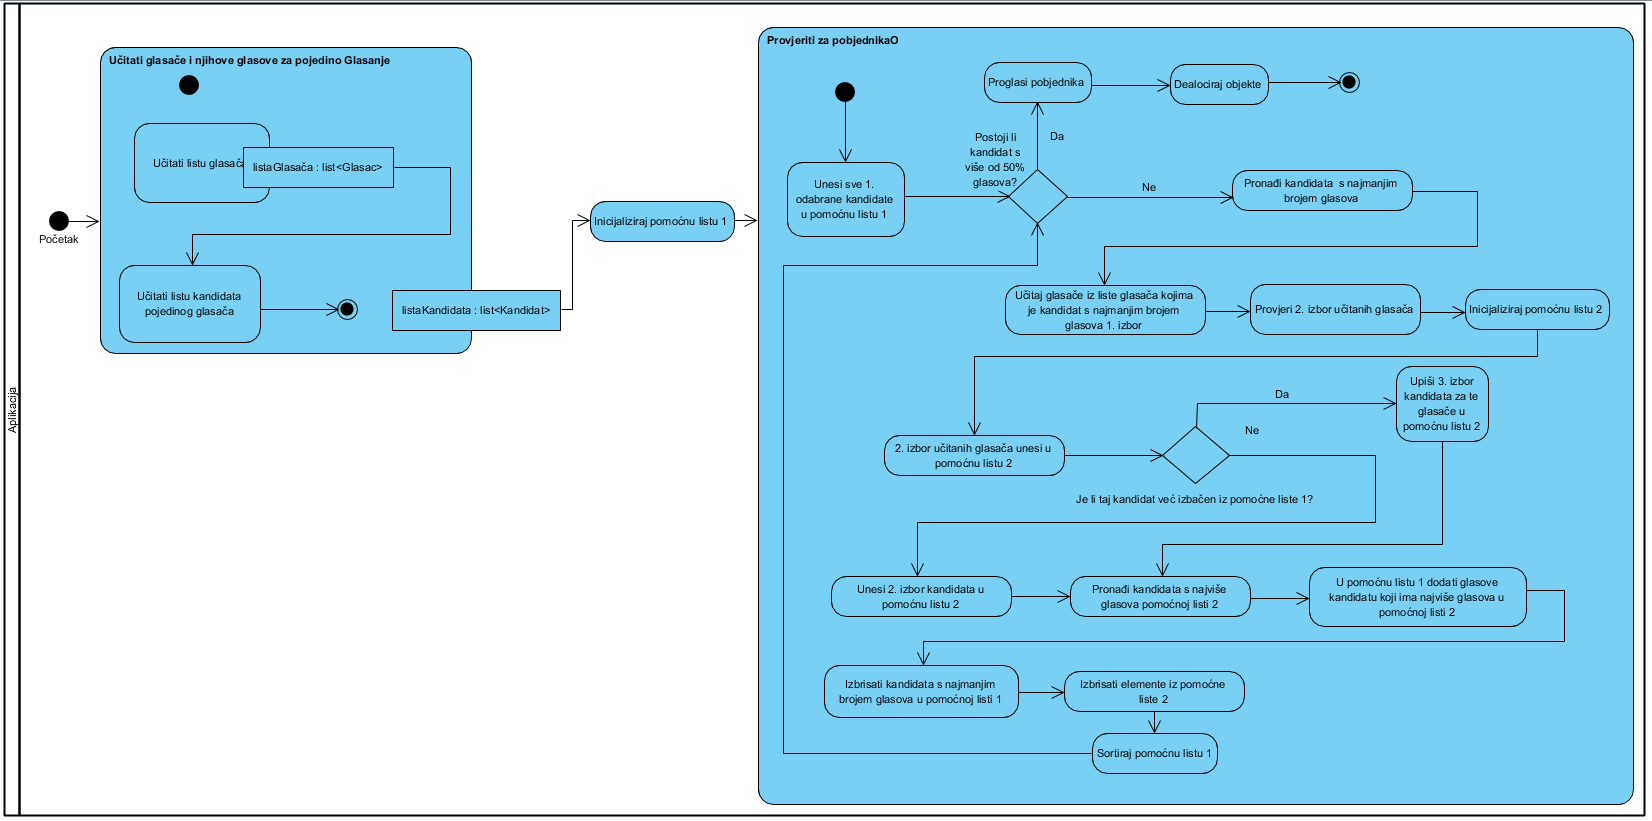 Aplikacija
Učitati glasače i njihove glasove za pojedino Glasanje
Učitati listu glasača
listaGlasača : list<Glasac>
Početak
Učitati listu kandidata
pojedinog glasača
listaKandidata : list<Kandidat>
Inicijaliziraj pomoćnu listu 1
Provjeriti za pobjednikaO
Proglasi pobjednika
Dealociraj objekte
Postoji li
kandidat s
više od 50%
glasova?
Da
Unesi sve 1.
odabrane kandidate
u pomoćnu listu 1
Ne
Pronađi kandidata s najmanjim
brojem glasova
Učitaj glasače iz liste glasača kojima
je kandidat s najmanjim brojem
glasova 1. izbor
Provjeri 2. izbor učitanih glasača
Inicijaliziraj pomoćnu listu 2
2. izbor učitanih glasača unesi u
pomoćnu listu 2
Da
Ne
Upiši 3. izbor
kandidata za te
glasače u
pomoćnu listu 2
Je li taj kandidat već izbačen iz pomoćne liste 1?
Unesi 2. izbor kandidata u
pomoćnu listu 2
Pronađi kandidata s najviše
glasova pomoćnoj listi 2
U pomoćnu listu 1 dodati glasove
kandidatu koji ima najviše glasova u
pomoćnoj listi 2
Izbrisati kandidata s najmanjim
brojem glasova u pomoćnoj listi 1
Izbrisati elemente iz pomoćne
liste 2
Sortiraj pomoćnu listu 1